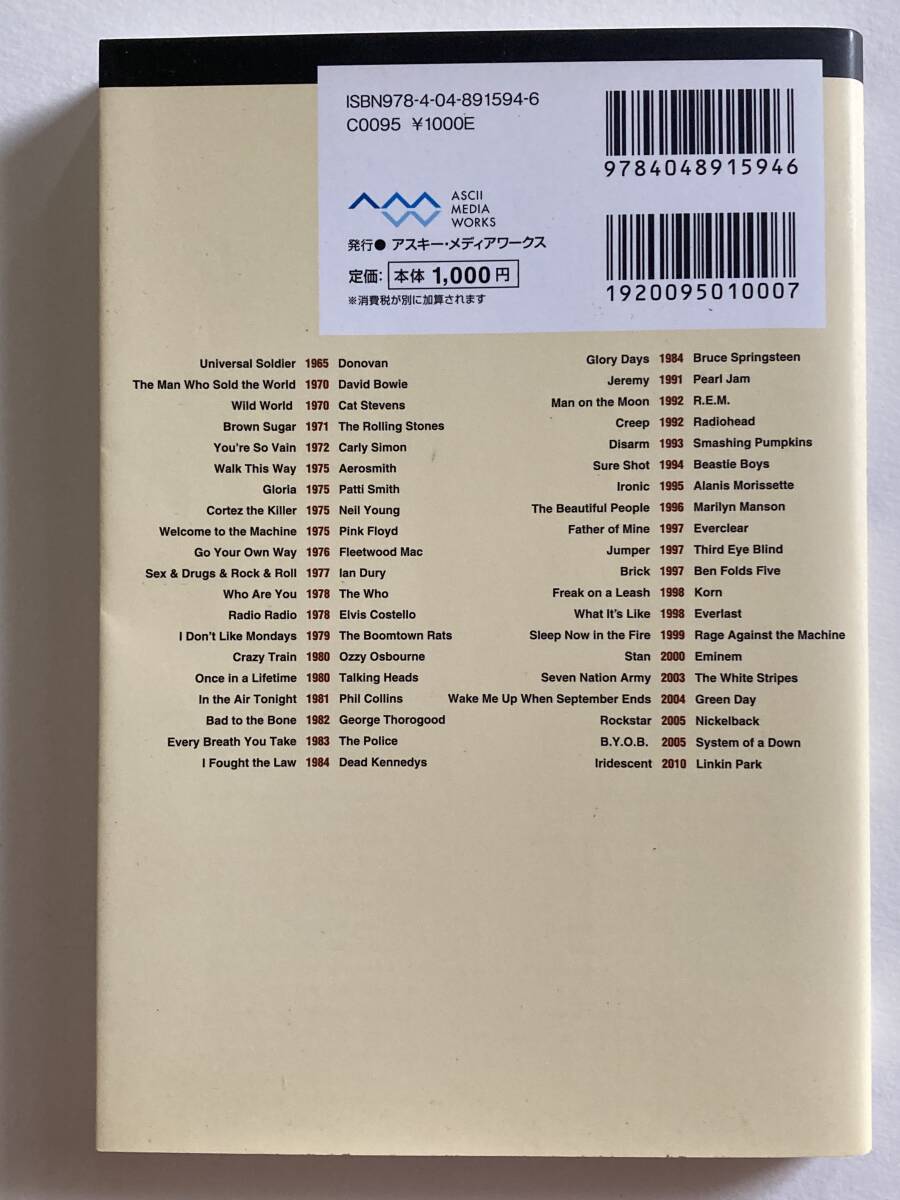 ISBN978-4-04-891594-6
C0095 ¥1000E
9784048915946
ASCII
MEDIA
WORKS
発行● アスキー・メディアワークス
定価: 本体 1,000 円
※消費税が別に加算されます
1920095010007
Universal Soldier 1965 Donovan
The Man Who Sold the World 1970 David Bowie
Wild World 1970 Cat Stevens
Brown Sugar 1971 The Rolling Stones
You're So Vain 1972 Carly Simon
Walk This Way 1975 Aerosmith
Gloria 1975 Patti Smith
Cortez the Killer 1975 Neil Young
Welcome to the Machine 1975 Pink Floyd
Go Your Own Way 1976 Fleetwood Mac
Sex & Drugs & Rock & Roll 1977 Ian Dury
Who Are You 1978 The Who
Radio Radio 1978 Elvis Costello
I Don't Like Mondays 1979 The Boomtown Rats
Crazy Train 1980 Ozzy Osbourne
Once in a Lifetime 1980 Talking Heads
In the Air Tonight 1981 Phil Collins
Bad to the Bone 1982 George Thorogood
Every Breath You Take 1983 The Police
I Fought the Law 1984 Dead Kennedys
Glory Days 1984 Bruce Springsteen
Jeremy 1991 Pearl Jam
Man on the Moon 1992 R.E.M.
Creep 1992 Radiohead
Disarm 1993 Smashing Pumpkins
Sure Shot 1994 Beastie Boys
Ironic 1995 Alanis Morissette
The Beautiful People 1996 Marilyn Manson
Father of Mine 1997 Everclear
Jumper 1997 Third Eye Blind
Brick 1997 Ben Folds Five
Freak on a Leash 1998 Korn
What It's Like 1998 Everlast
Sleep Now in the Fire 1999 Rage Against the Machine
Stan 2000 Eminem
Seven Nation Army 2003 The White Stripes
Wake Me Up When September Ends 2004 Green Day
Rockstar 2005 Nickelback
B.Y.O.B. 2005 System of a Down
Iridescent 2010 Linkin Park